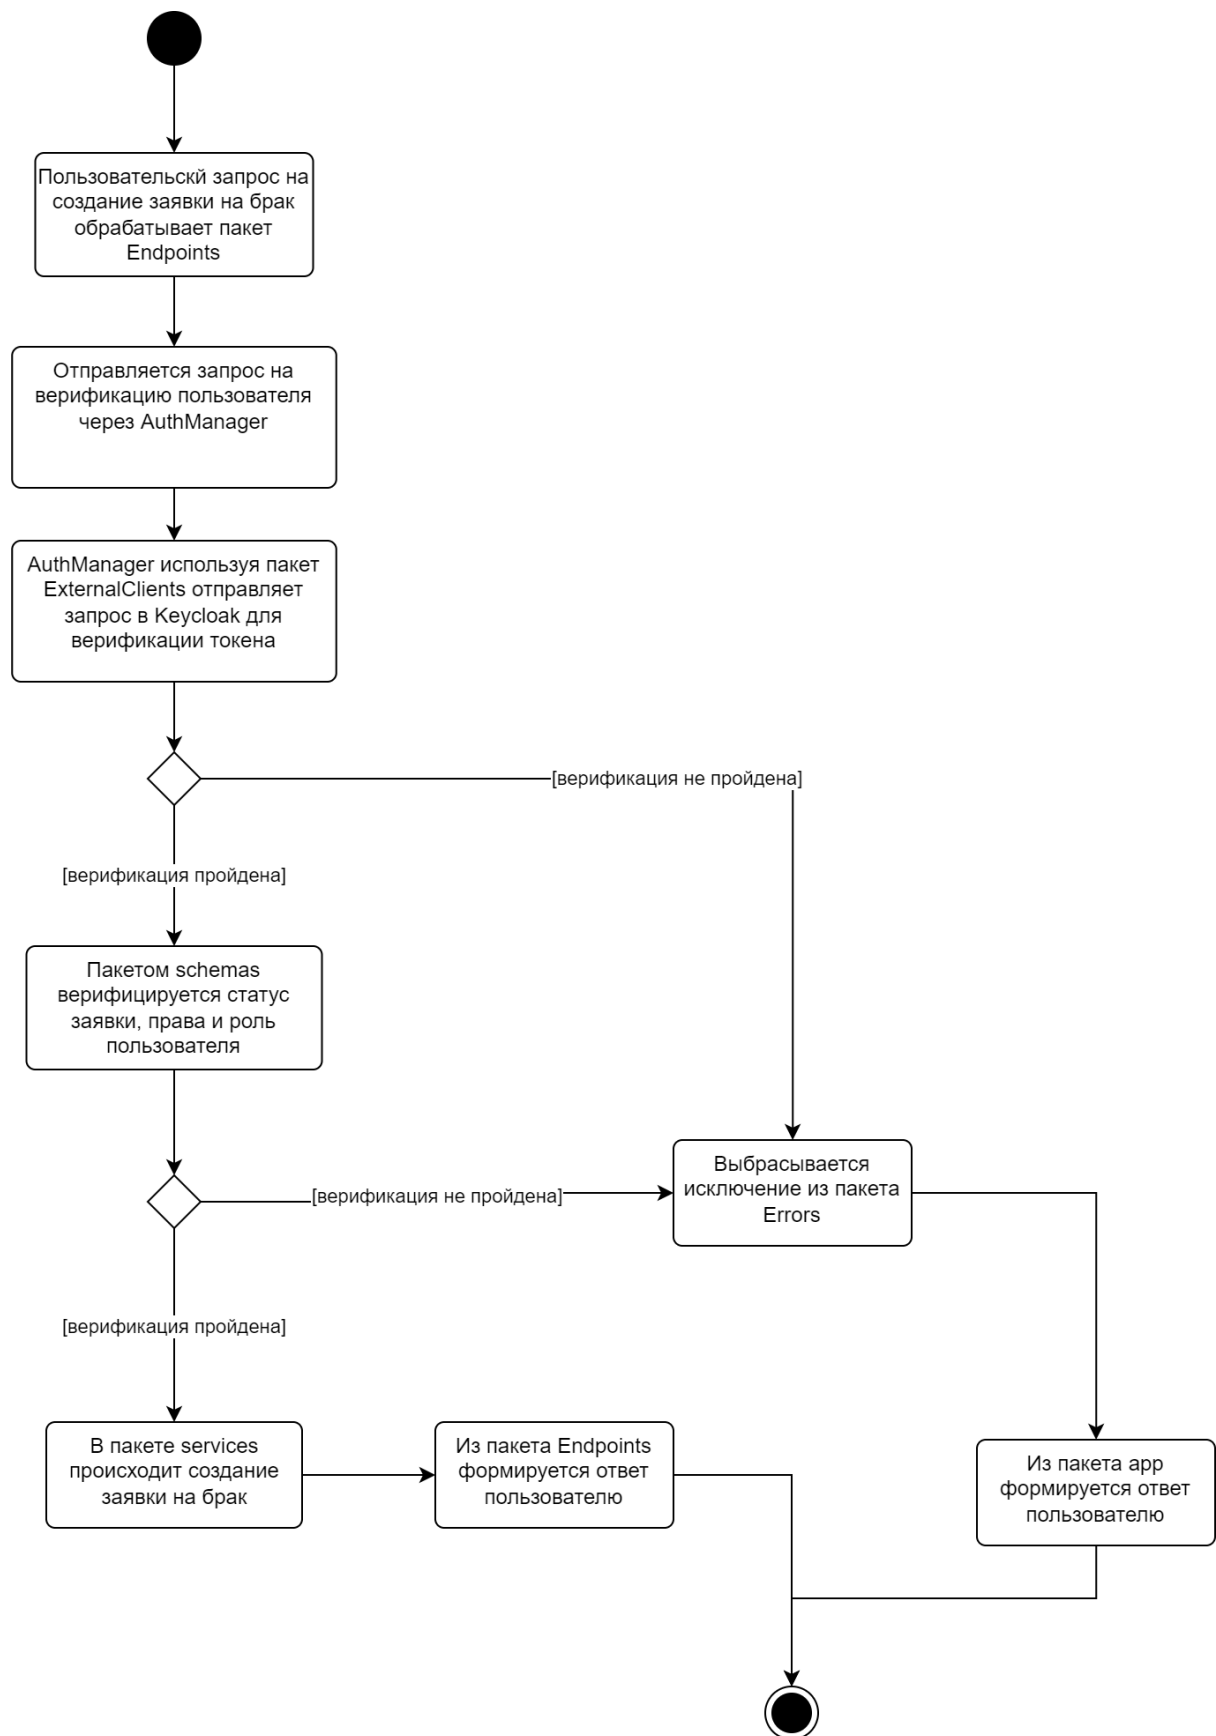 Пользовательскй запрос на
создание заявки на брак
обрабатывает пакет
Endpoints
Отправляется запрос на
верификацию пользователя
через AuthManager
AuthManager используя пакет
ExternalClients отправляет
запрос в Keycloak для
верификации токена
[верификация не пройдена]
[верификация пройдена]
Пакетом schemas
верифицируется статус
заявки, права и роль
пользователя
[верификация не пройдена]
Выбрасывается
исключение из пакета
Errors
[верификация пройдена]
В пакете services
происходит создание
заявки на брак
Из пакета Endpoints
формируется ответ
пользователю
Из пакета app
формируется ответ
пользователю